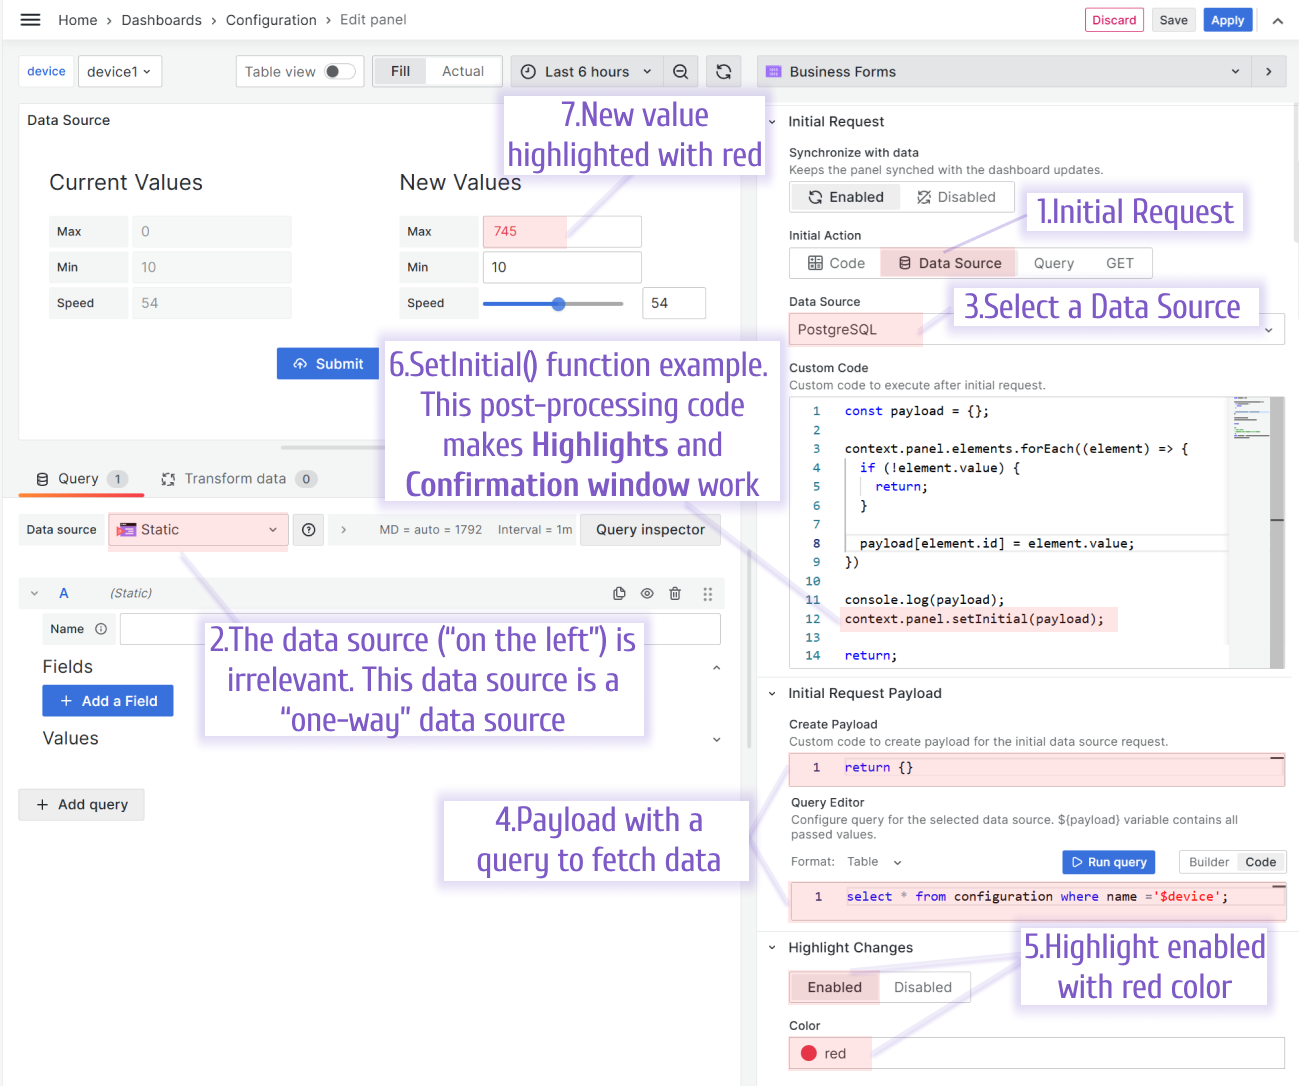 Home › Dashboards › Configuration › Edit panel
Discard Save Apply
device device1
Table view
Fill Actual
Last 6 hours
Business Forms
Data Source
Current Values
Max 0
Min 10
Speed 54
New Values
Max 745
Min 10
Speed 54
Submit
7.New value
highlighted with red
6.SetInitial() function example.
This post-processing code
makes Highlights and
Confirmation window work
Query 1 Transform data 0
Data source Static
MD = auto = 1792 Interval = 1m Query inspector
A (Static)
Name
2.The data source (“on the left”) is
irrelevant. This data source is a
“one-way” data source
Fields
+ Add a Field
Values
+ Add query
4.Payload with a
query to fetch data
Initial Request
Synchronize with data
Keeps the panel synched with the dashboard updates.
Enabled Disabled
1.Initial Request
Initial Action
Code Data Source Query GET
Data Source
3.Select a Data Source
PostgreSQL
Custom Code
Custom code to execute after initial request.
1 const payload = {};
2
3 context.panel.elements.forEach((element) => {
4 if (!element.value) {
5 return;
6 }
7
8 payload[element.id] = element.value;
9 })
10
11 console.log(payload);
12 context.panel.setInitial(payload);
13
14 return;
Initial Request Payload
Create Payload
Custom code to create payload for the initial data source request.
1 return {}
Query Editor
Configure query for the selected data source. ${payload} variable contains all
passed values.
Format: Table Run query Builder Code
1 select * from configuration where name ='$device';
Highlight Changes
5.Highlight enabled
with red color
Enabled Disabled
Color
red